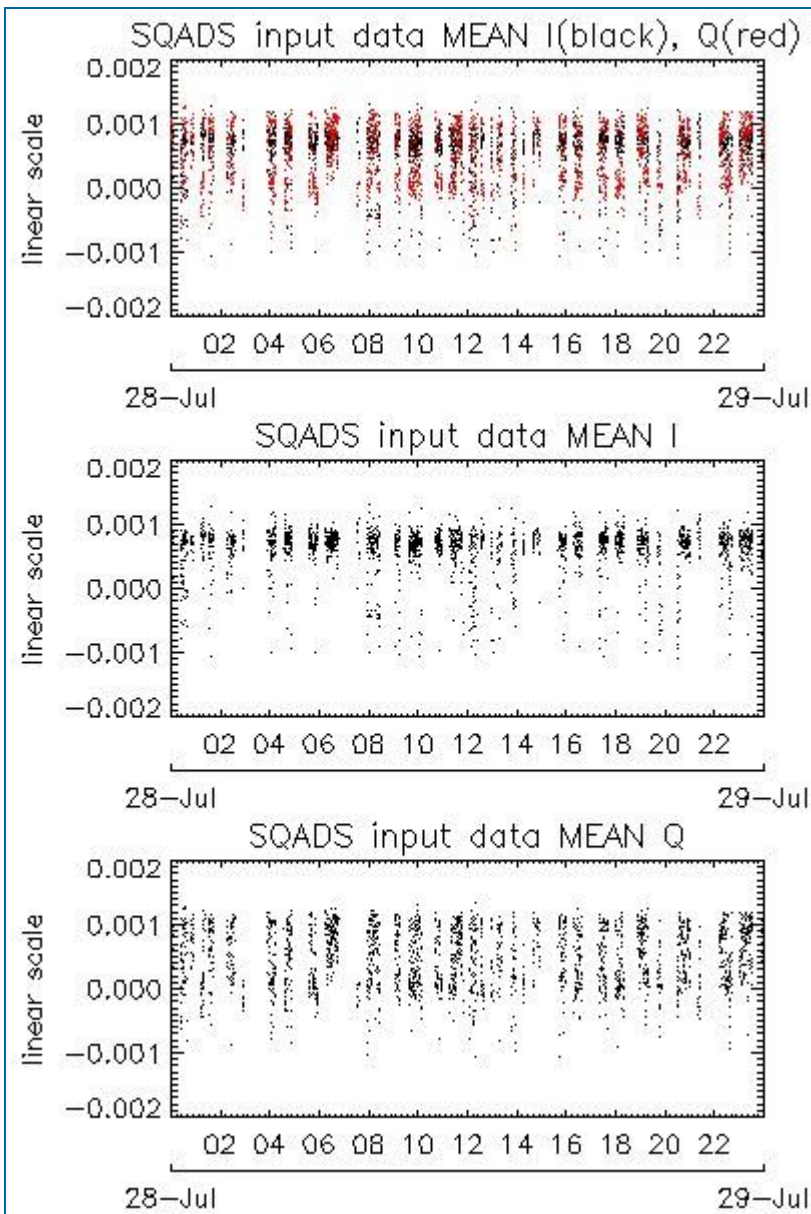 SQADS input data MEAN I(black), Q(red)
0.002
0.001
0.000
-0.001
-0.002
linear scale
02 04 06 08 10 12 14 16 18 20 22
28-Jul 29-Jul
SQADS input data MEAN I
0.002
0.001
0.000
-0.001
-0.002
linear scale
02 04 06 08 10 12 14 16 18 20 22
28-Jul 29-Jul
SQADS input data MEAN Q
0.002
0.001
0.000
-0.001
-0.002
linear scale
02 04 06 08 10 12 14 16 18 20 22
28-Jul 29-Jul